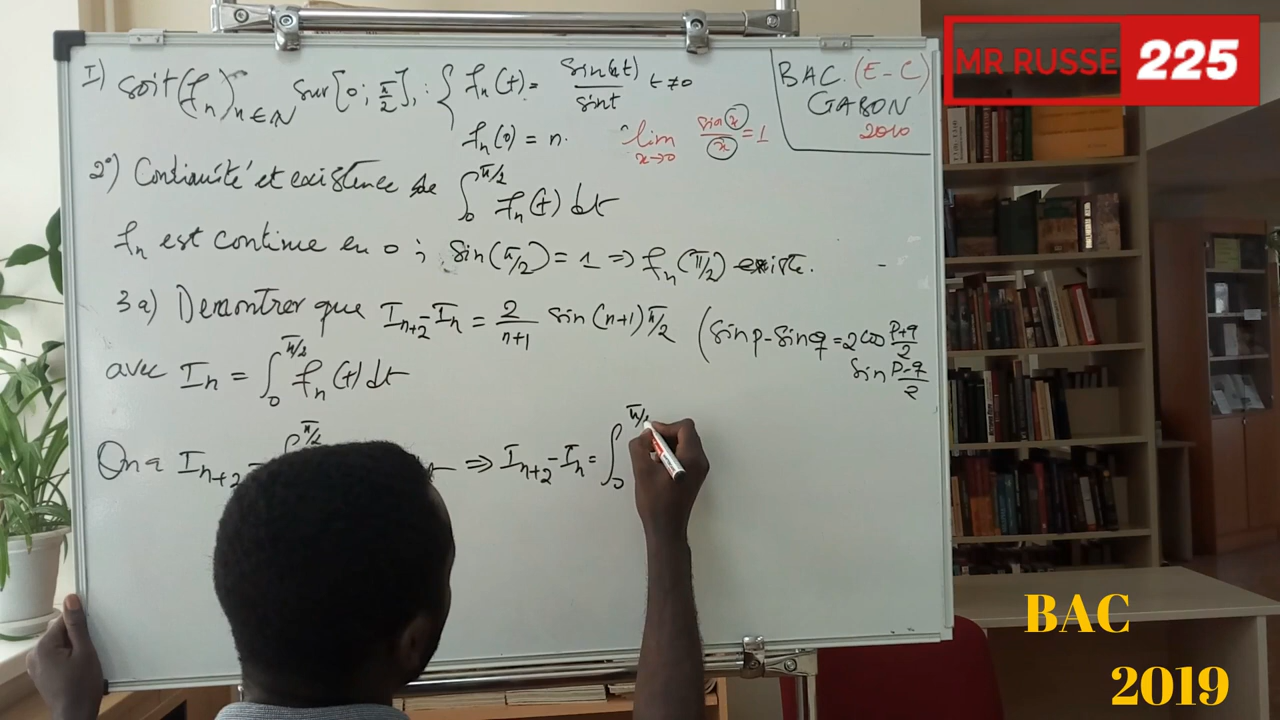 I) Soit (fn)n∈N sur [0; π/2], : { fn(t) = sin(nt)/sint t≠0
fn(0) = n.
lim x→0 sin(x)/(x) = 1
BAC. (E-C)
GABON
2010
MR RUSSE 225
2°) Continuité et existence de ∫0^π/2 fn(t) dt
fn est continue en 0 ; sin(π/2) = 1 ⇒ fn(π/2) existe.
3a) Demontrer que In+2 - In = 2/n+1 sin(n+1)π/2 (sin p - sin q = 2 cos p+q/2
sin p-q/2
avec In = ∫0^π/2 fn(t) dt
On a In+2 = ∫ π/2 ⇒ In+2 - In = ∫0^π/2
BAC
2019